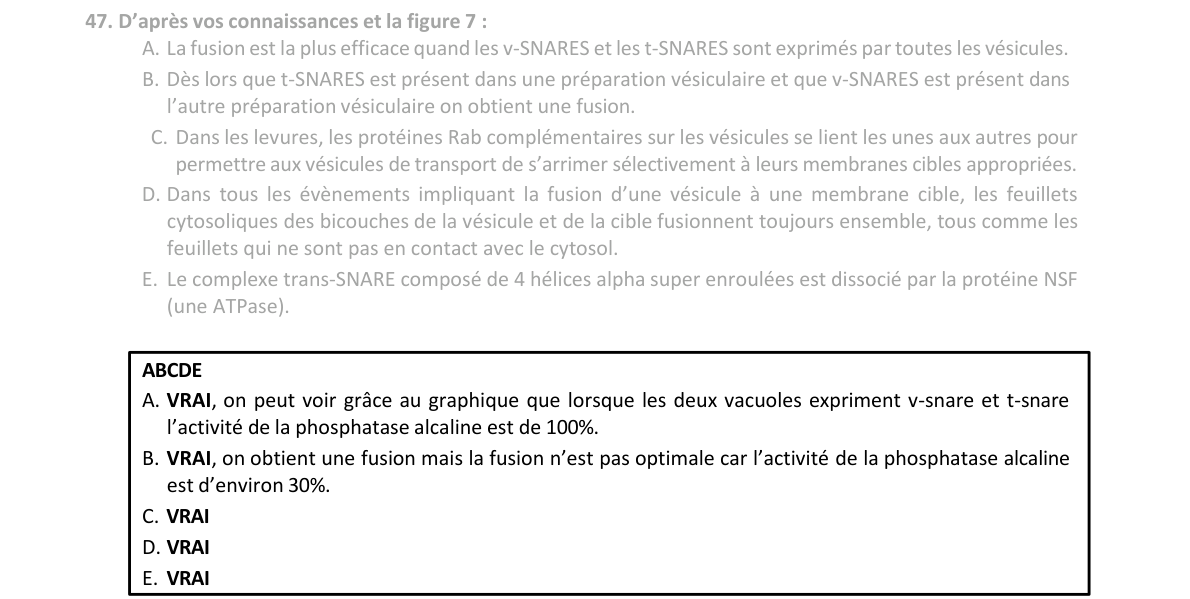 47. D’après vos connaissances et la figure 7 :
A. La fusion est la plus efficace quand les v-SNARES et les t-SNARES sont exprimés par toutes les vésicules.
B. Dès lors que t-SNARES est présent dans une préparation vésiculaire et que v-SNARES est présent dans
l’autre préparation vésiculaire on obtient une fusion.
C. Dans les levures, les protéines Rab complémentaires sur les vésicules se lient les unes aux autres pour
permettre aux vésicules de transport de s’arrimer sélectivement à leurs membranes cibles appropriées.
D. Dans tous les évènements impliquant la fusion d’une vésicule à une membrane cible, les feuillets
cytosoliques des bicouches de la vésicule et de la cible fusionnent toujours ensemble, tous comme les
feuillets qui ne sont pas en contact avec le cytosol.
E. Le complexe trans-SNARE composé de 4 hélices alpha super enroulées est dissocié par la protéine NSF
(une ATPase).
ABCDE
A. VRAI, on peut voir grâce au graphique que lorsque les deux vacuoles expriment v-snare et t-snare
l’activité de la phosphatase alcaline est de 100%.
B. VRAI, on obtient une fusion mais la fusion n’est pas optimale car l’activité de la phosphatase alcaline
est d’environ 30%.
C. VRAI
D. VRAI
E. VRAI